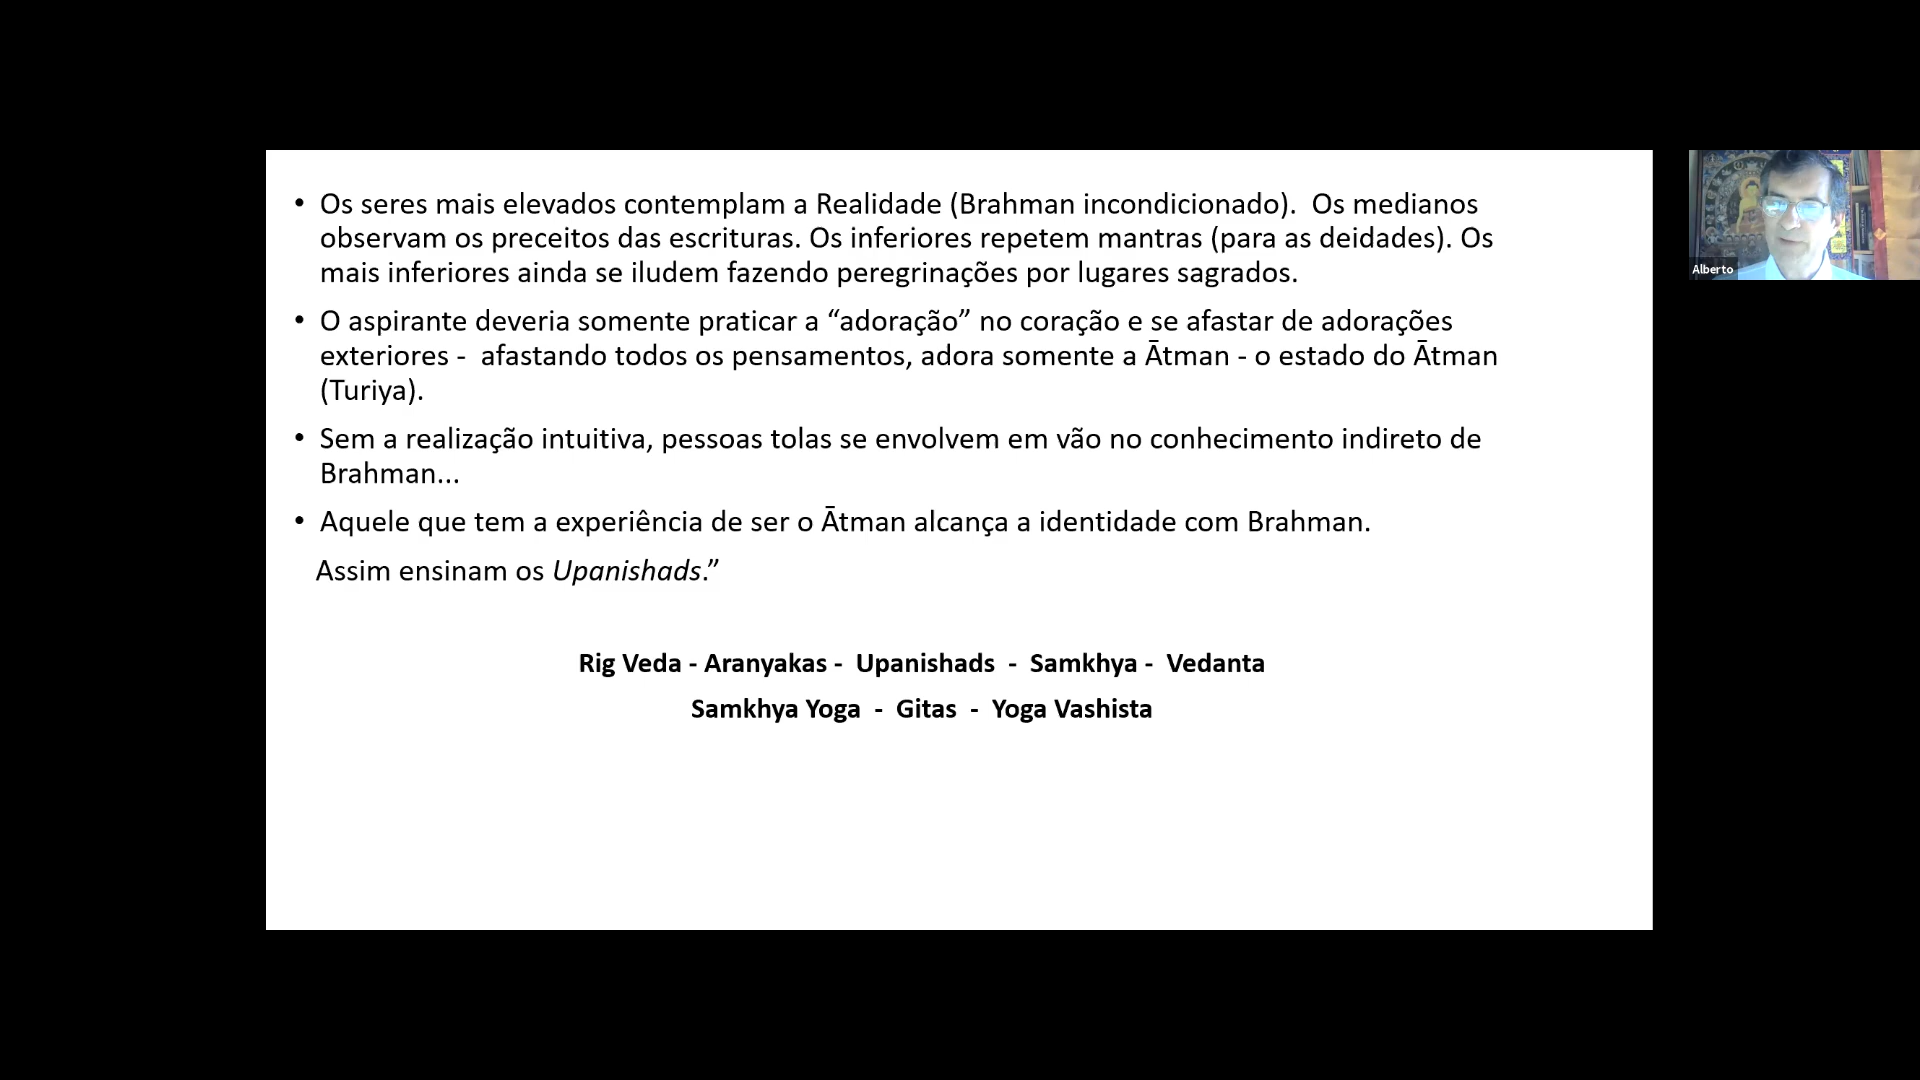 • Os seres mais elevados contemplam a Realidade (Brahman incondicionado).  Os medianos
observam os preceitos das escrituras. Os inferiores repetem mantras (para as deidades). Os
mais inferiores ainda se iludem fazendo peregrinações por lugares sagrados.
• O aspirante deveria somente praticar a “adoração” no coração e se afastar de adorações
exteriores -  afastando todos os pensamentos, adora somente a Ātman - o estado do Ātman
(Turiya).
• Sem a realização intuitiva, pessoas tolas se envolvem em vão no conhecimento indireto de
Brahman...
• Aquele que tem a experiência de ser o Ātman alcança a identidade com Brahman.
Assim ensinam os Upanishads.”
Rig Veda - Aranyakas -  Upanishads  -  Samkhya -  Vedanta
Samkhya Yoga  -  Gitas  -  Yoga Vashista
Alberto